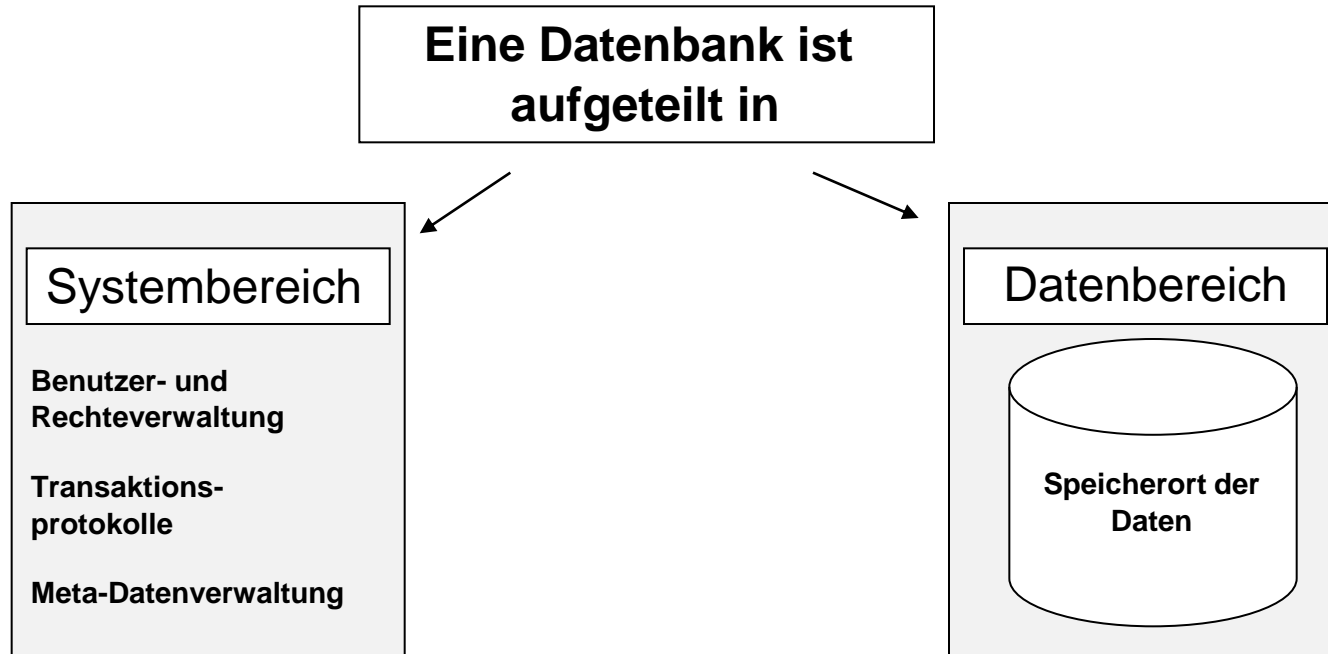 Eine Datenbank ist
aufgeteilt in
Systembereich
Benutzer- und
Rechteverwaltung
Transaktions-
protokolle
Meta-Datenverwaltung
Datenbereich
Speicherort der
Daten